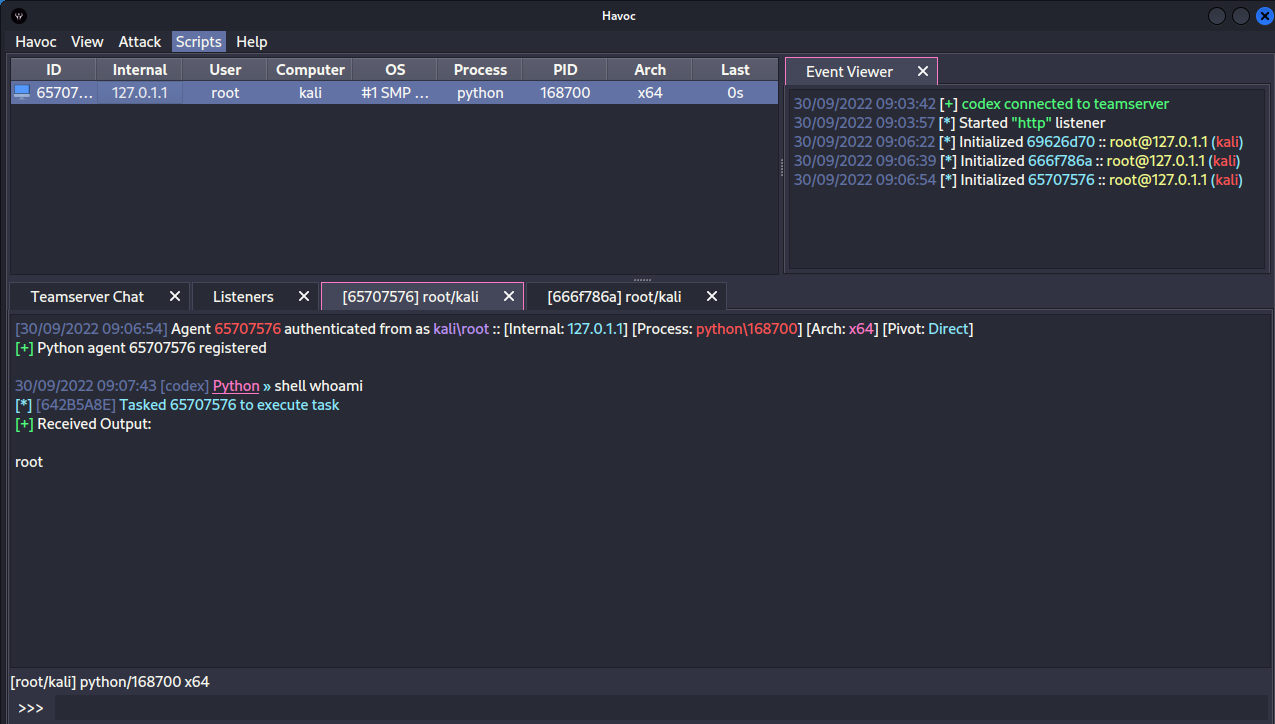 Havoc
Havoc View Attack Scripts Help
ID Internal User Computer OS Process PID Arch Last
65707... 127.0.1.1 root kali #1 SMP ... python 168700 x64 0s
Event Viewer
30/09/2022 09:03:42 [+] codex connected to teamserver
30/09/2022 09:03:57 [*] Started "http" listener
30/09/2022 09:06:22 [*] Initialized 69626d70 :: root@127.0.1.1 (kali)
30/09/2022 09:06:39 [*] Initialized 666f786a :: root@127.0.1.1 (kali)
30/09/2022 09:06:54 [*] Initialized 65707576 :: root@127.0.1.1 (kali)
Teamserver Chat Listeners [65707576] root/kali [666f786a] root/kali
[30/09/2022 09:06:54] Agent 65707576 authenticated from as kali\root :: [Internal: 127.0.1.1] [Process: python\168700] [Arch: x64] [Pivot: Direct]
[+] Python agent 65707576 registered
30/09/2022 09:07:43 [codex] Python » shell whoami
[*] [642B5A8E] Tasked 65707576 to execute task
[+] Received Output:
root
[root/kali] python/168700 x64
>>>